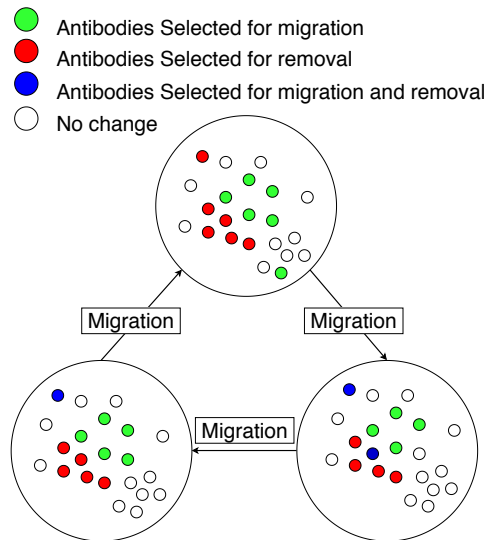 Antibodies Selected for migration
Antibodies Selected for removal
Antibodies Selected for migration and removal
No change
Migration
Migration
Migration